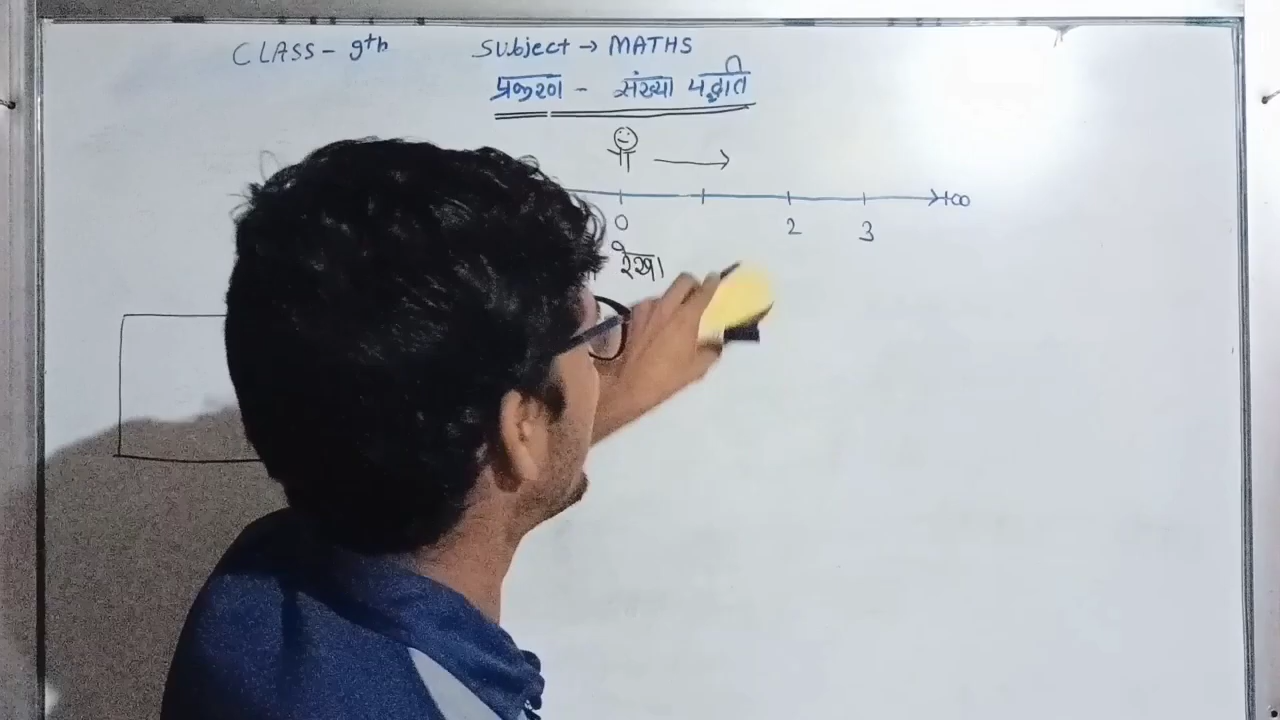 CLASS - 9th Subject → MATHS
प्रकरण - संख्या पद्धति
+∞
0 2 3
रेखा